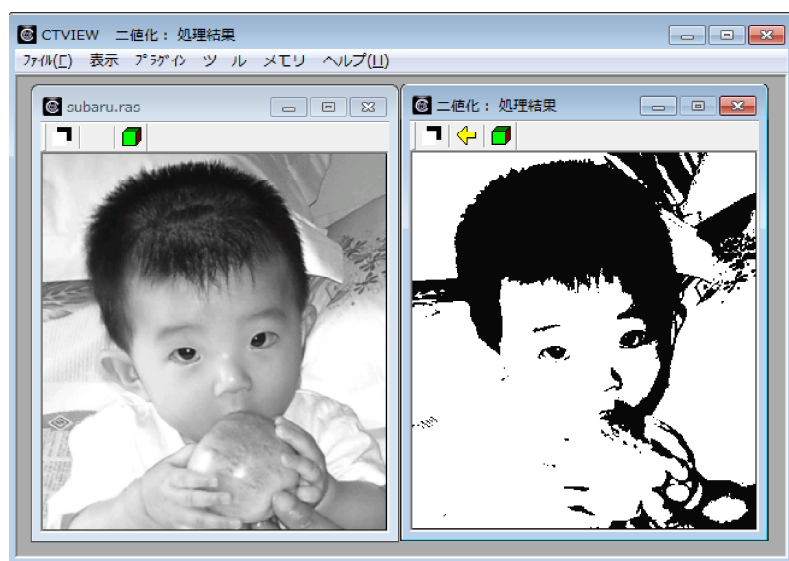 CTVIEW 二値化： 処理結果
ﾌｧｲﾙ(F) 表示 ﾌﾟﾗｸﾞｲﾝ ツ ル メモリ ヘルプ(H)
subaru.ras
二値化： 処理結果